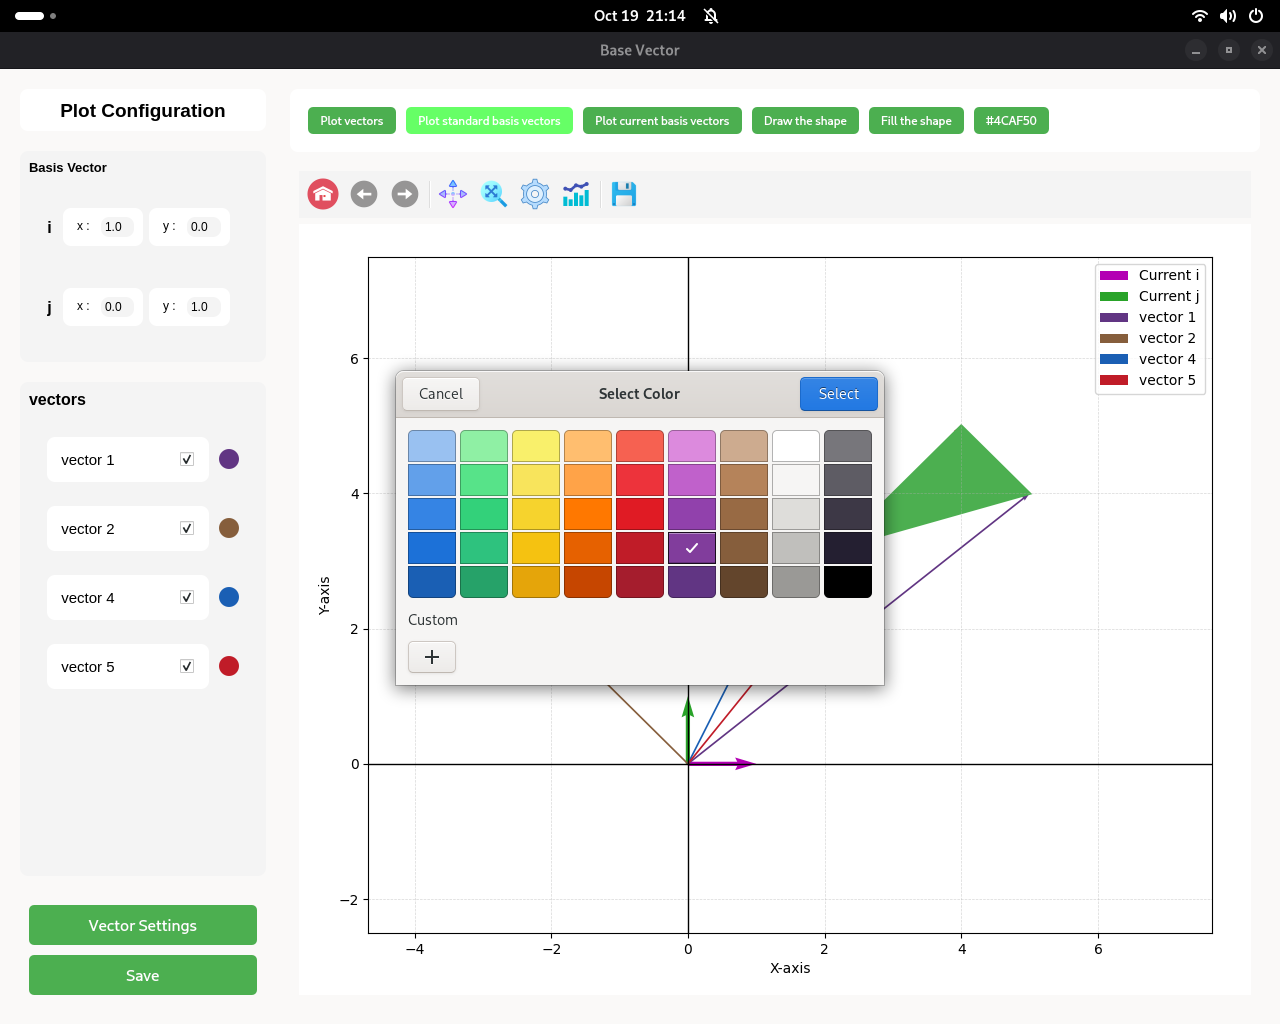 Oct 19 21:14
Base Vector
Plot Configuration
Basis Vector
i
x :
1.0
y :
0.0
j
x :
0.0
y :
1.0
vectors
vector 1
vector 2
vector 4
vector 5
Vector Settings
Save
Plot vectors
Plot standard basis vectors
Plot current basis vectors
Draw the shape
Fill the shape
#4CAF50
Current i
Current j
vector 1
vector 2
vector 4
vector 5
Cancel
Select Color
Select
Custom
6
4
2
0
−2
Y-axis
−4
−2
0
2
4
6
X-axis